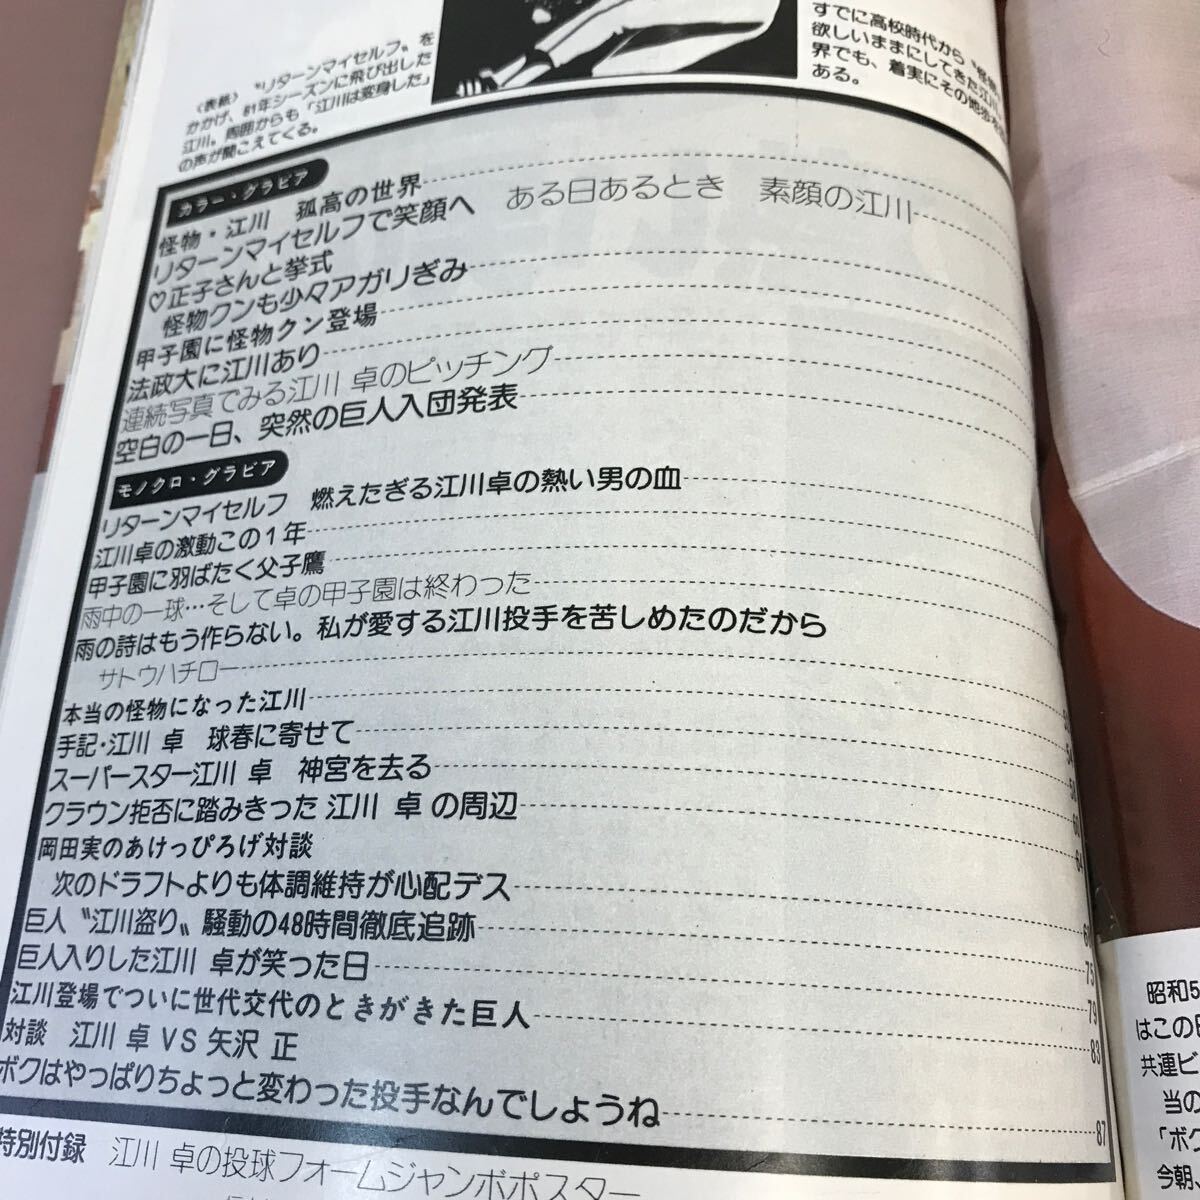 〈表紙〉〝リターンマイセルフ〟を
かかげ、81年シーズンに飛び出した
江川。周囲からも「江川は変身した」
の声が聞こえてくる。
すでに高校時代から〝怪物
欲しいままにしてきた江川
界でも、着実にその地歩を
ある。
カラー・グラビア
怪物・江川　孤高の世界
リターンマイセルフで笑顔へ　ある日あるとき　素顔の江川
♡正子さんと挙式
怪物クンも少々アガリぎみ
甲子園に怪物クン登場
法政大に江川あり
連続写真でみる江川 卓のピッチング
空白の一日、突然の巨人入団発表
モノクロ・グラビア
リターンマイセルフ　燃えたぎる江川卓の熱い男の血
江川卓の激動この1年
甲子園に羽ばたく父子鷹
雨中の一球…そして卓の甲子園は終わった
雨の詩はもう作らない。私が愛する江川投手を苦しめたのだから
サトウハチロー
本当の怪物になった江川
手記・江川 卓　球春に寄せて 54
スーパースター江川 卓　神宮を去る
クラウン拒否に踏みきった 江川 卓 の周辺
岡田実のあけっぴろげ対談
次のドラフトよりも体調維持が心配デス
巨人〝江川盗り〟騒動の48時間徹底追跡
巨人入りした江川 卓が笑った日 75
江川登場でついに世代交代のときがきた巨人 79
対談　江川 卓 VS 矢沢 正 83
ボクはやっぱりちょっと変わった投手なんでしょうね 87
特別付録　江川 卓の投球フォームジャンボポスター
昭和5
はこの日
共連ビ
当の
「ボク
今朝、